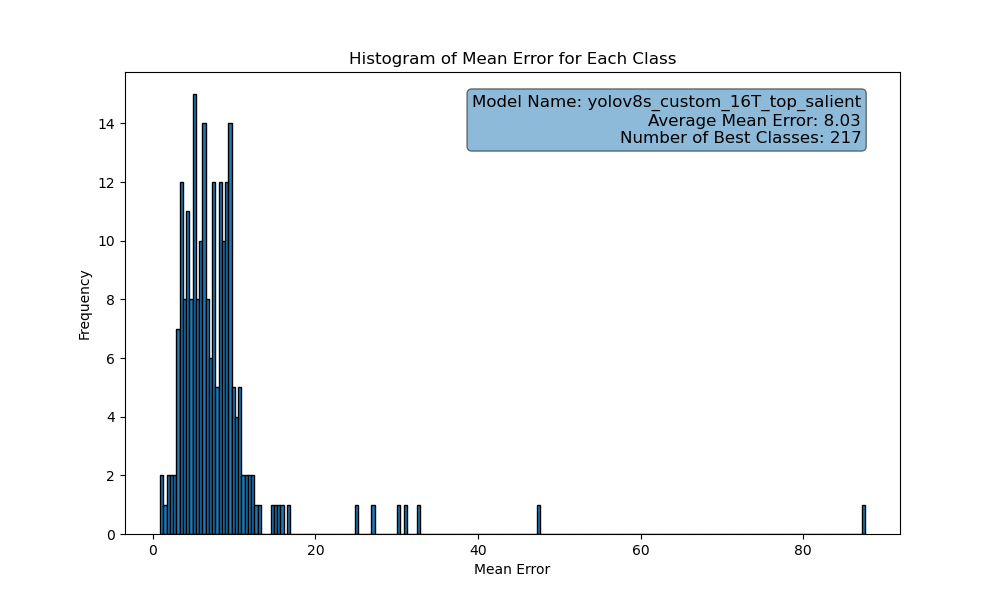 Histogram of Mean Error for Each Class
Model Name: yolov8s_custom_16T_top_salient
Average Mean Error: 8.03
Number of Best Classes: 217
Frequency
14
12
10
8
6
4
2
0
0 20 40 60 80
Mean Error